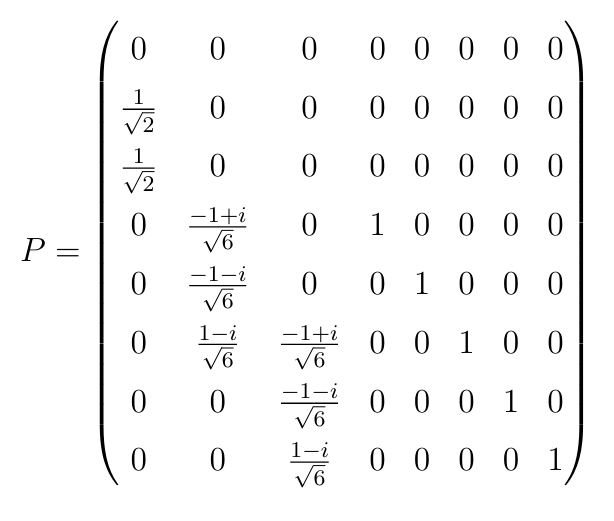 0 0 0 0 0 0 0 0
1/√2 0 0 0 0 0 0 0
1/√2 0 0 0 0 0 0 0
0 (-1+i)/√6 0 1 0 0 0 0
P = 0 (-1-i)/√6 0 0 1 0 0 0
0 (1-i)/√6 (-1+i)/√6 0 0 1 0 0
0 0 (-1-i)/√6 0 0 0 1 0
0 0 (1-i)/√6 0 0 0 0 1